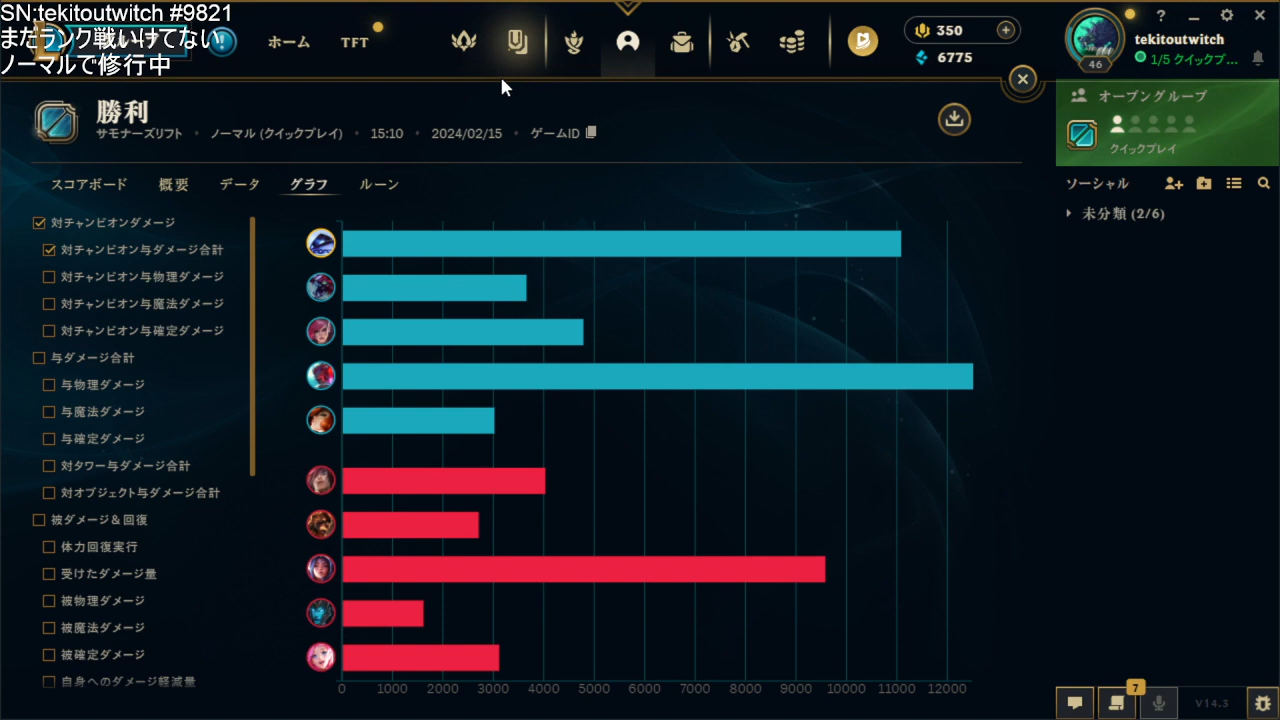 SN:tekitoutwitch #9821
まだランク戦いけてない
ノーマルで修行中
ホーム
TFT
350
6775
46
tekitoutwitch
1/5 クイックプ...
勝利
サモナーズリフト • ノーマル (クイックプレイ) • 15:10 • 2024/02/15 • ゲームID
オープングループ
クイックプレイ
スコアボード 概要 データ グラフ ルーン
ソーシャル
未分類 (2/6)
対チャンピオンダメージ
対チャンピオン与ダメージ合計
対チャンピオン与物理ダメージ
対チャンピオン与魔法ダメージ
対チャンピオン与確定ダメージ
与ダメージ合計
与物理ダメージ
与魔法ダメージ
与確定ダメージ
対タワー与ダメージ合計
対オブジェクト与ダメージ合計
被ダメージ＆回復
体力回復実行
受けたダメージ量
被物理ダメージ
被魔法ダメージ
被確定ダメージ
自身へのダメージ軽減量
0 1000 2000 3000 4000 5000 6000 7000 8000 9000 10000 11000 12000
7
V14.3